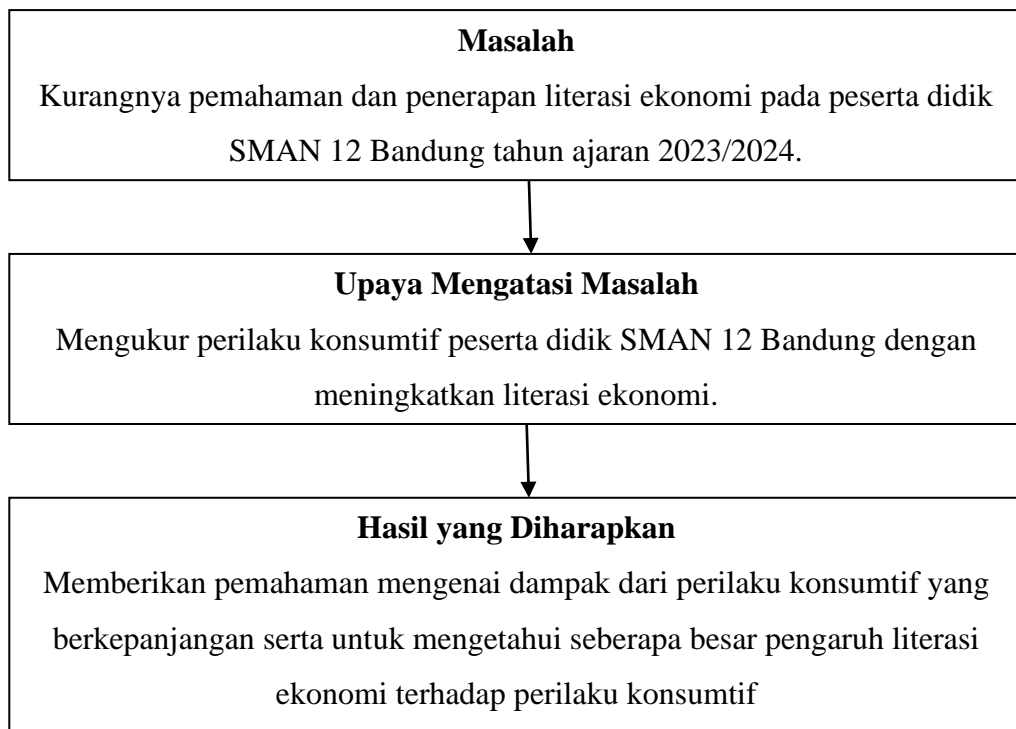 Masalah
Kurangnya pemahaman dan penerapan literasi ekonomi pada peserta didik
SMAN 12 Bandung tahun ajaran 2023/2024.
Upaya Mengatasi Masalah
Mengukur perilaku konsumtif peserta didik SMAN 12 Bandung dengan
meningkatkan literasi ekonomi.
Hasil yang Diharapkan
Memberikan pemahaman mengenai dampak dari perilaku konsumtif yang
berkepanjangan serta untuk mengetahui seberapa besar pengaruh literasi
ekonomi terhadap perilaku konsumtif